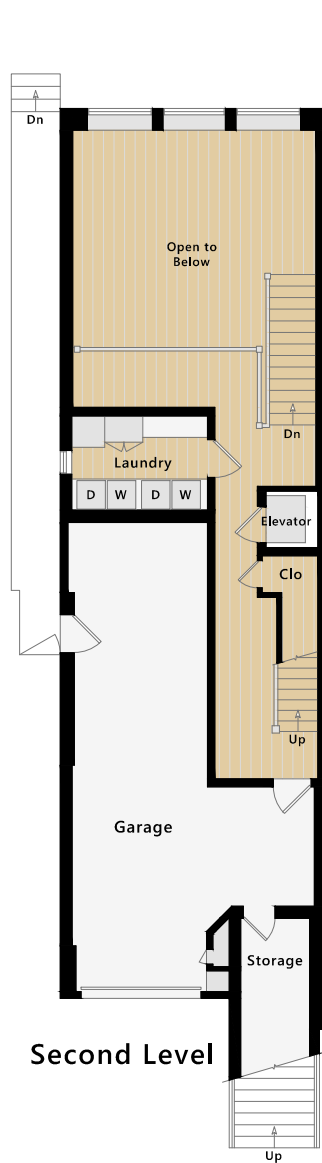 Dn
Open to
Below
Dn
Laundry
D W D W
Elevator
Clo
Up
Garage
Storage
Second Level
Up